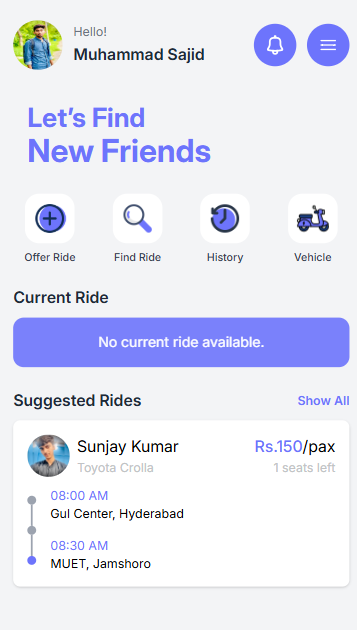 Hello!
Muhammad Sajid
Let's Find
New Friends
Offer Ride
Find Ride
History
Vehicle
Current Ride
No current ride available.
Suggested Rides
Show All
Sunjay Kumar
Rs.150/pax
Toyota Crolla
1 seats left
08:00 AM
Gul Center, Hyderabad
08:30 AM
MUET, Jamshoro